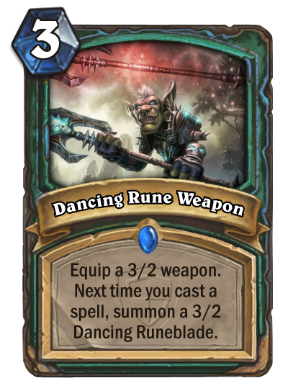 3
Dancing Rune Weapon
Equip a 3/2 weapon.
Next time you cast a
spell, summon a 3/2
Dancing Runeblade.